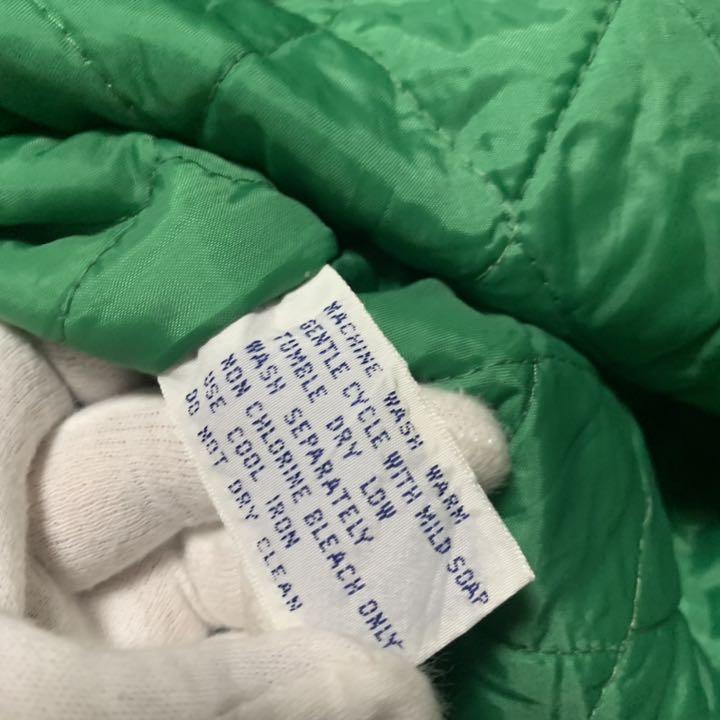 MACHINE WASH WARM
GENTLE CYCLE WITH MILD SOAP
TUMBLE DRY LOW
WASH SEPARATELY
NON CHLORINE BLEACH ONLY
USE COOL IRON
DO NOT DRY CLEAN